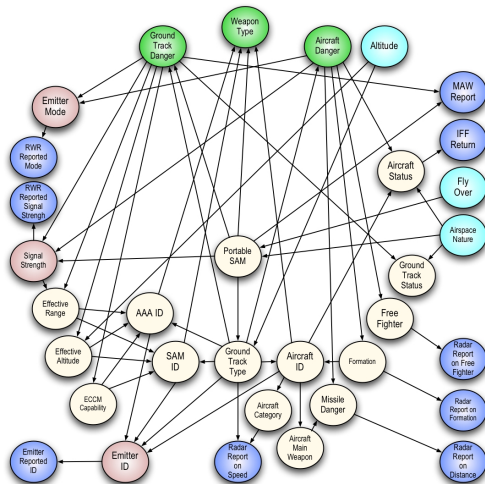 Ground
Track
Danger
Weapon
Type
Aircraft
Danger
Altitude
MAW
Report
Emitter
Mode
IFF
Return
RWR
Reported
Mode
Aircraft
Status
Fly
Over
RWR
Reported
Signal
Strengh
Airspace
Nature
Signal
Strength
Portable
SAM
Ground
Track
Status
Effective
Range
AAA ID
Free
Fighter
Effective
Altitude
SAM
ID
Ground
Track
Type
Aircraft
ID
Formation
Radar
Report
on Free
Fighter
ECCM
Capability
Aircraft
Category
Missile
Danger
Radar
Report on
Formation
Aircraft
Main
Weapon
Emitter
Reported
ID
Emitter
ID
Radar
Report
on
Speed
Radar
Report
on
Distance